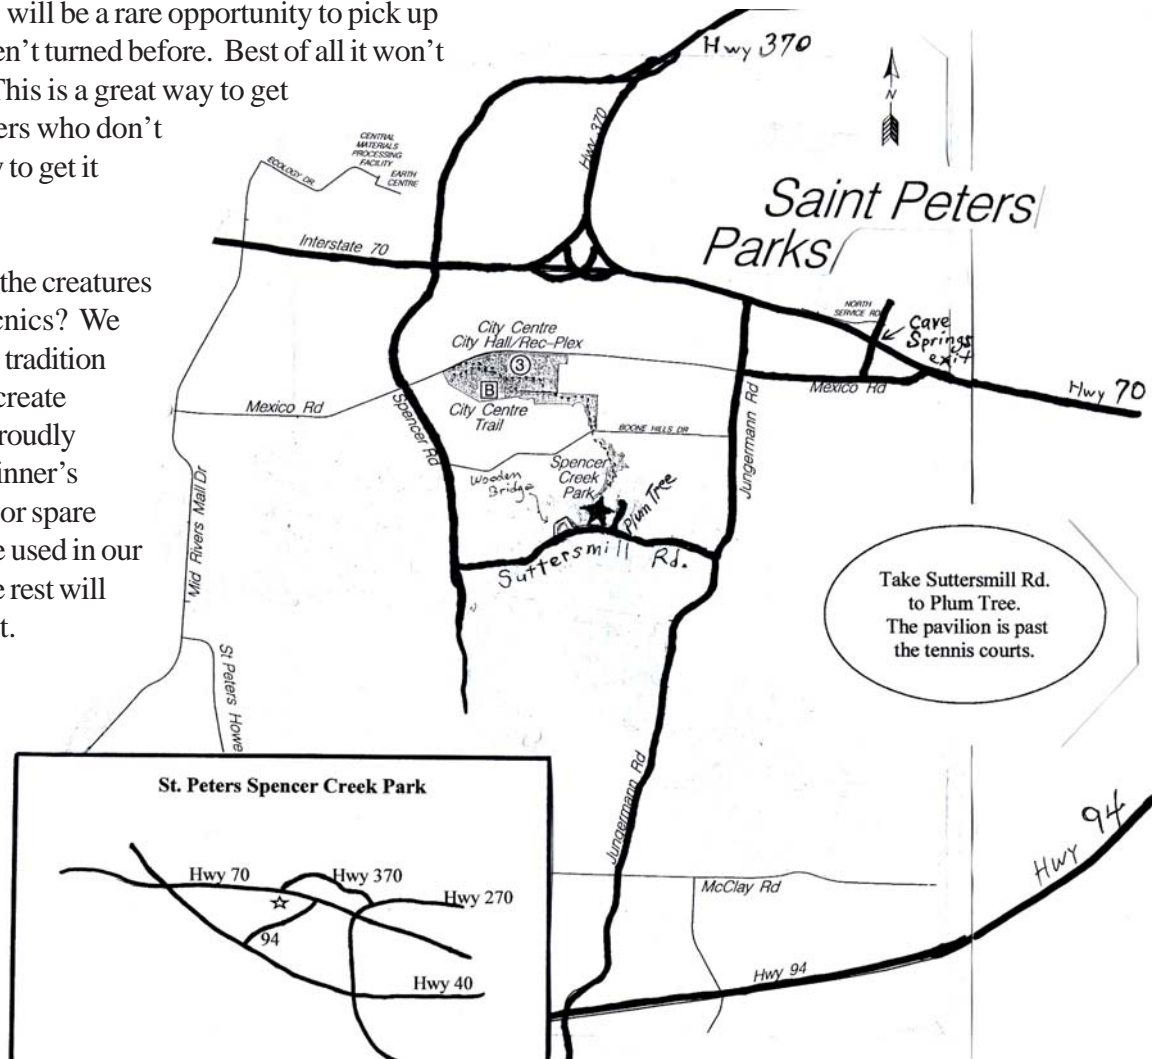 will be a rare opportunity to pick up
en't turned before.  Best of all it won't
This is a great way to get
ers who don't
to get it
the creatures
cnics?  We
tradition
create
roudly
inner's
or spare
e used in our
e rest will
t.
Hwy 370
N
Hwy 370
CENTRAL
MATERIALS
PROCESSING
FACILITY
EARTH
CENTRE
ECOLOGY DR
Saint Peters
Parks
Interstate 70
NORTH
SERVICE RD
Cave
Springs
exit
City Centre
City Hall/Rec-Plex
3
B
City Centre
Trail
Mexico Rd
Mexico Rd
Hwy 70
Spencer Rd
BOONE HILLS DR
Jungermann Rd
Spencer
Creek
Park
Wooden
Bridge
Plum Tree
Suttersmill Rd.
Mid Rivers Mall Dr
Take Suttersmill Rd.
to Plum Tree.
The pavilion is past
the tennis courts.
St Peters Howe
Jungermann Rd
McClay Rd
Hwy 94
Hwy 94
St. Peters Spencer Creek Park
Hwy 70
Hwy 370
Hwy 270
94
Hwy 40